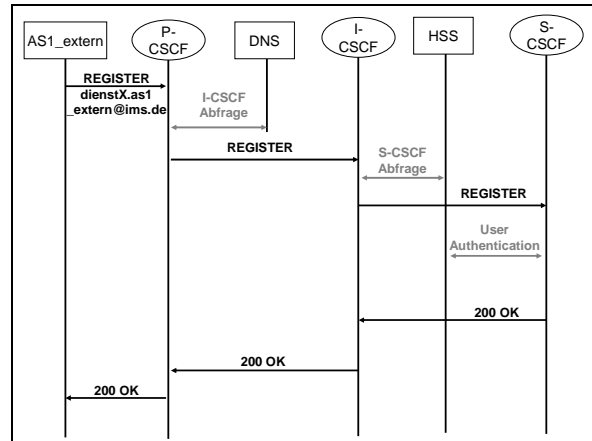 AS1_extern
P-
CSCF
DNS
I-
CSCF
HSS
S-
CSCF
REGISTER
dienstX.as1
_extern@ims.de
I-CSCF
Abfrage
REGISTER
S-CSCF
Abfrage
REGISTER
User
Authentication
200 OK
200 OK
200 OK